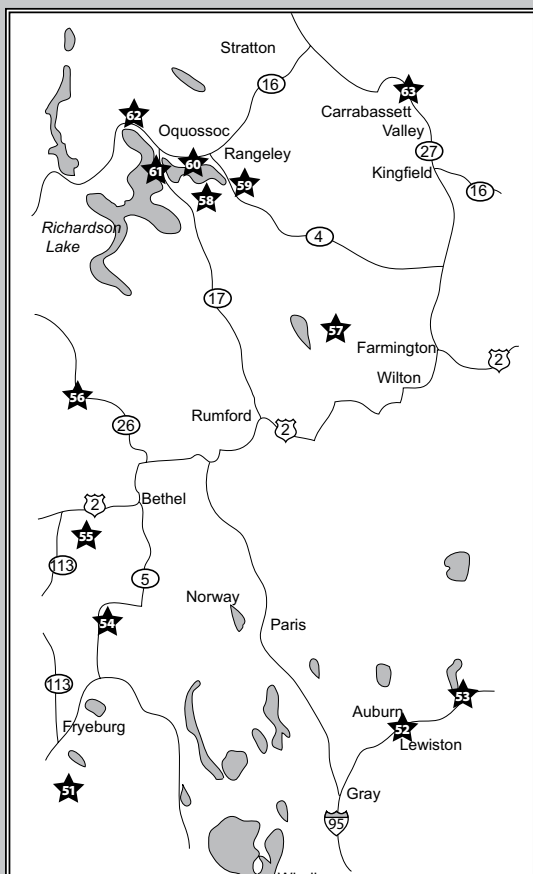 Stratton
16
63
62
Carrabassett
Valley
Oquossoc
27
60
Rangeley
61
Kingfield
59
16
58
Richardson
Lake
4
17
57
Farmington
2
Wilton
56
Rumford
26
2
2
Bethel
55
113
5
Norway
54
Paris
113
53
Auburn
52
Fryeburg
Lewiston
51
Gray
95